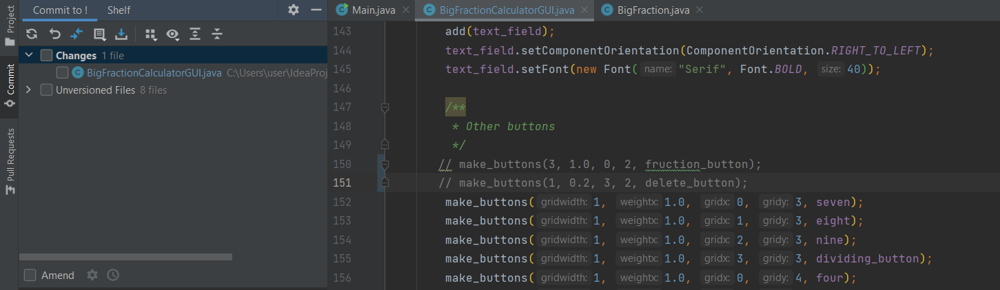 Project
Commit
Pull Requests
Commit to !    Shelf
Changes 1 file
BigFractionCalculatorGUI.java C:\Users\user\IdeaProj
Unversioned Files 8 files
Amend
Main.java    BigFractionCalculatorGUI.java    BigFraction.java
143 add(text_field);
144 text_field.setComponentOrientation(ComponentOrientation.RIGHT_TO_LEFT);
145 text_field.setFont(new Font( name: "Serif", Font.BOLD, size: 40));
146
147 /**
148 * Other buttons
149 */
150 // make_buttons(3, 1.0, 0, 2, fruction_button);
151 // make_buttons(1, 0.2, 3, 2, delete_button);
152 make_buttons( gridwidth: 1, weightx: 1.0, gridx: 0, gridy: 3, seven);
153 make_buttons( gridwidth: 1, weightx: 1.0, gridx: 1, gridy: 3, eight);
154 make_buttons( gridwidth: 1, weightx: 1.0, gridx: 2, gridy: 3, nine);
155 make_buttons( gridwidth: 1, weightx: 1.0, gridx: 3, gridy: 3, dividing_button);
156 make_buttons( gridwidth: 1, weightx: 1.0, gridx: 0, gridy: 4, four);